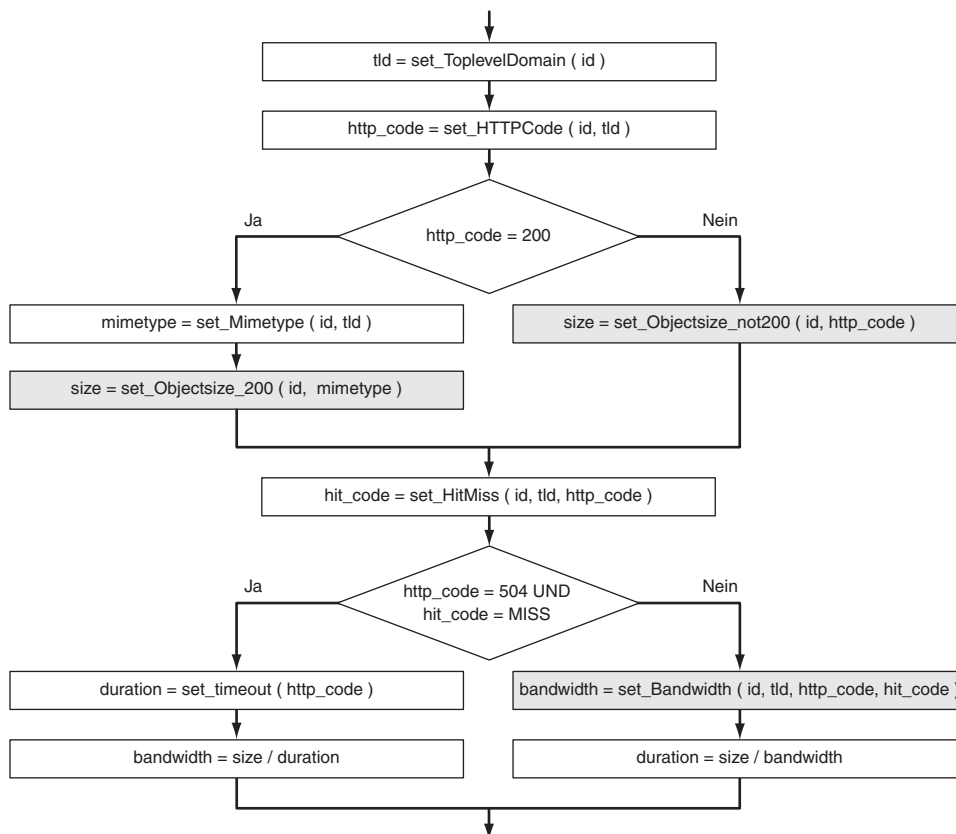 tld = set_ToplevelDomain ( id )
http_code = set_HTTPCode ( id, tld )
Ja
Nein
http_code = 200
mimetype = set_Mimetype ( id, tld )
size = set_Objectsize_not200 ( id, http_code )
size = set_Objectsize_200 ( id,  mimetype )
hit_code = set_HitMiss ( id, tld, http_code )
Ja
Nein
http_code = 504 UND
hit_code = MISS
duration = set_timeout ( http_code )
bandwidth = set_Bandwidth ( id, tld, http_code, hit_code )
bandwidth = size / duration
duration = size / bandwidth